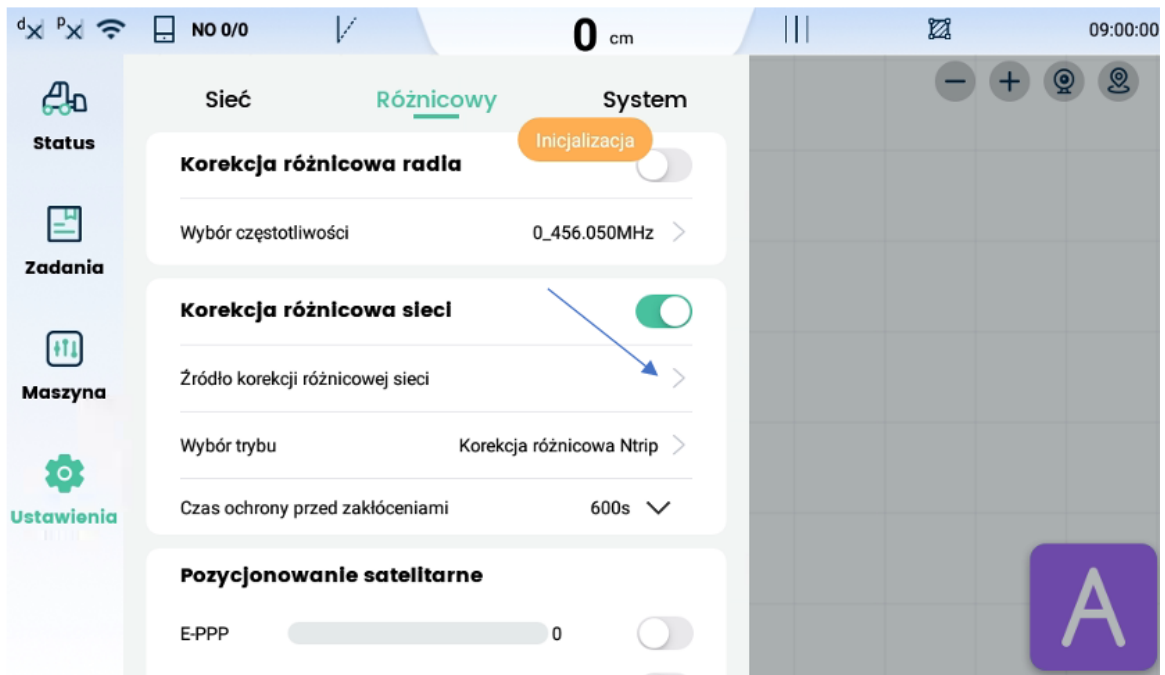 d P NO 0/0 0 cm 09:00:00
Sieć Różnicowy System
Inicjalizacja
Status
Korekcja różnicowa radia
Wybór częstotliwości 0_456.050MHz
Zadania
Korekcja różnicowa sieci
Źródło korekcji różnicowej sieci
Maszyna
Wybór trybu Korekcja różnicowa Ntrip
Czas ochrony przed zakłóceniami 600s
Ustawienia
Pozycjonowanie satelitarne
E-PPP 0
A